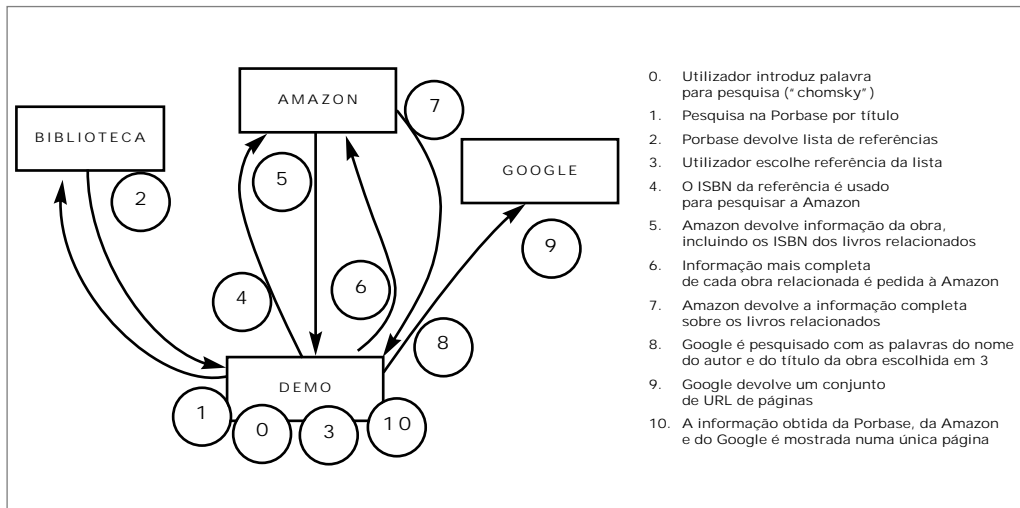 AMAZON
7
BIBLIOTECA
GOOGLE
5
2
9
6
4
8
DEMO
1
0
3
10
0. Utilizador introduz palavra
para pesquisa (“chomsky”)
1. Pesquisa na Porbase por título
2. Porbase devolve lista de referências
3. Utilizador escolhe referência da lista
4. O ISBN da referência é usado
para pesquisar a Amazon
5. Amazon devolve informação da obra,
incluindo os ISBN dos livros relacionados
6. Informação mais completa
de cada obra relacionada é pedida à Amazon
7. Amazon devolve a informação completa
sobre os livros relacionados
8. Google é pesquisado com as palavras do nome
do autor e do título da obra escolhida em 3
9. Google devolve um conjunto
de URL de páginas
10. A informação obtida da Porbase, da Amazon
e do Google é mostrada numa única página